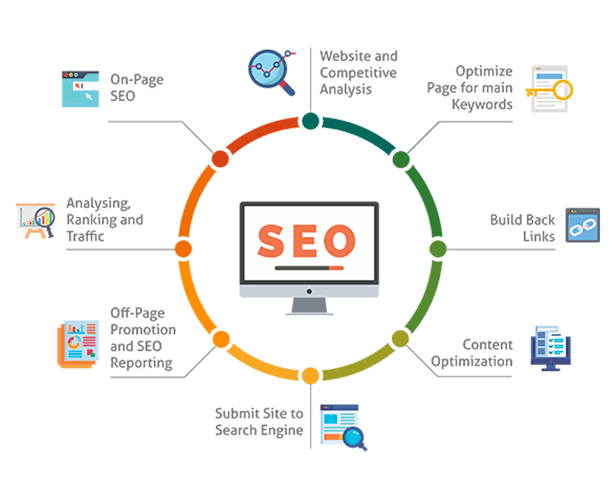 Website and
Competitive
Analysis
Optimize
Page for main
Keywords
Build Back
Links
Content
Optimization
Submit Site to
Search Engine
Off-Page
Promotion
and SEO
Reporting
Analysing,
Ranking and
Traffic
On-Page
SEO
SEO